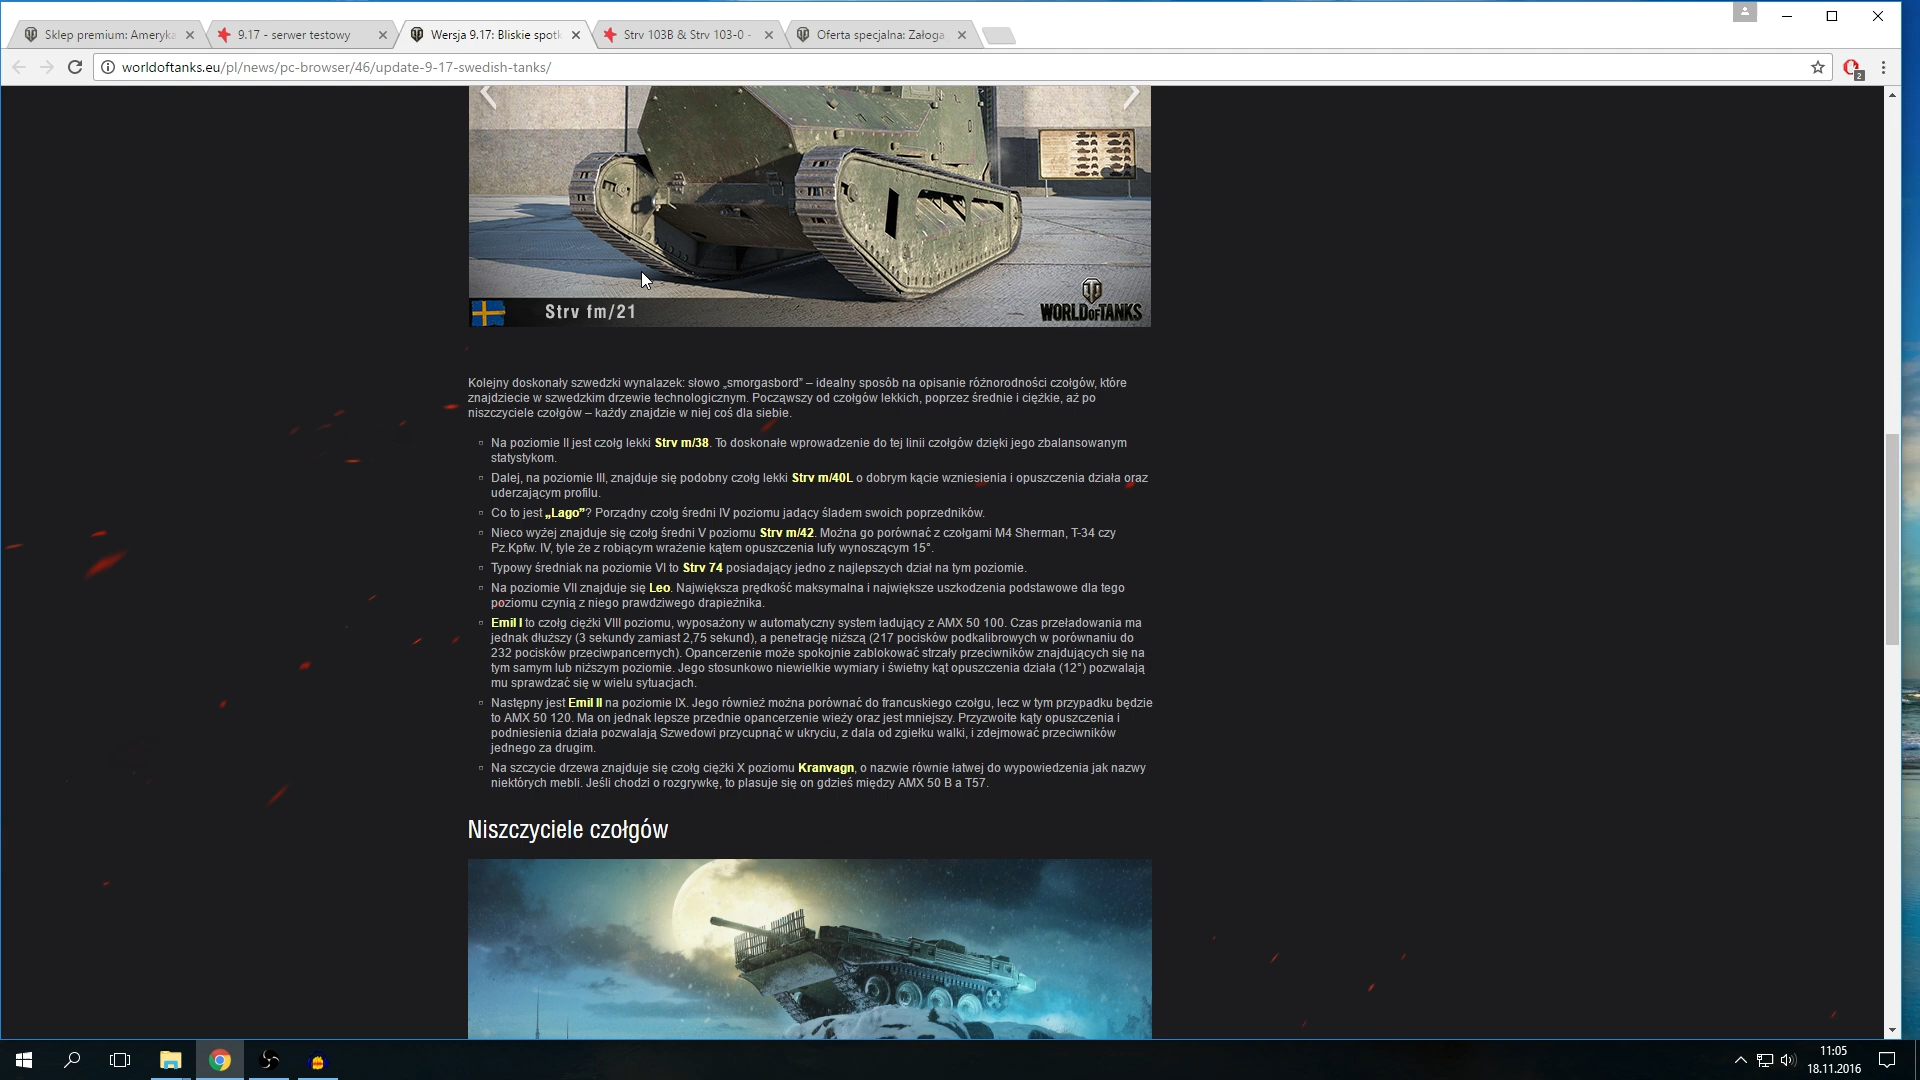 Sklep premium: Ameryka
9.17 - serwer testowy
Wersja 9.17: Bliskie spotk
Strv 103B & Strv 103-0 -
Oferta specjalna: Załoga
worldoftanks.eu/pl/news/pc-browser/46/update-9-17-swedish-tanks/
2
Strv fm/21
WORLD OF TANKS
Kolejny doskonały szwedzki wynalazek: słowo „smorgasbord” – idealny sposób na opisanie różnorodności czołgów, które
znajdziecie w szwedzkim drzewie technologicznym. Począwszy od czołgów lekkich, poprzez średnie i ciężkie, aż po
niszczyciele czołgów – każdy znajdzie w niej coś dla siebie.
Na poziomie II jest czołg lekki Strv m/38. To doskonałe wprowadzenie do tej linii czołgów dzięki jego zbalansowanym
statystykom.
Dalej, na poziomie III, znajduje się podobny czołg lekki Strv m/40L o dobrym kącie wzniesienia i opuszczenia działa oraz
uderzającym profilu.
Co to jest „Lago”? Porządny czołg średni IV poziomu jadący śladem swoich poprzedników.
Nieco wyżej znajduje się czołg średni V poziomu Strv m/42. Można go porównać z czołgami M4 Sherman, T-34 czy
Pz.Kpfw. IV, tyle że z robiącym wrażenie kątem opuszczenia lufy wynoszącym 15°.
Typowy średniak na poziomie VI to Strv 74 posiadający jedno z najlepszych dział na tym poziomie.
Na poziomie VII znajduje się Leo. Największa prędkość maksymalna i największe uszkodzenia podstawowe dla tego
poziomu czynią z niego prawdziwego drapieżnika.
Emil I to czołg ciężki VIII poziomu, wyposażony w automatyczny system ładujący z AMX 50 100. Czas przeładowania ma
jednak dłuższy (3 sekundy zamiast 2,75 sekund), a penetrację niższą (217 pocisków podkalibrowych w porównaniu do
232 pocisków przeciwpancernych). Opancerzenie może spokojnie zablokować strzały przeciwników znajdujących się na
tym samym lub niższym poziomie. Jego stosunkowo niewielkie wymiary i świetny kąt opuszczenia działa (12°) pozwalają
mu sprawdzać się w wielu sytuacjach.
Następny jest Emil II na poziomie IX. Jego również można porównać do francuskiego czołgu, lecz w tym przypadku będzie
to AMX 50 120. Ma on jednak lepsze przednie opancerzenie wieży oraz jest mniejszy. Przyzwoite kąty opuszczenia i
podniesienia działa pozwalają Szwedowi przycupnąć w ukryciu, z dala od zgiełku walki, i zdejmować przeciwników
jednego za drugim.
Na szczycie drzewa znajduje się czołg ciężki X poziomu Kranvagn, o nazwie równie łatwej do wypowiedzenia jak nazwy
niektórych mebli. Jeśli chodzi o rozgrywkę, to plasuje się on gdzieś między AMX 50 B a T57.
Niszczyciele czołgów
11:05
18.11.2016